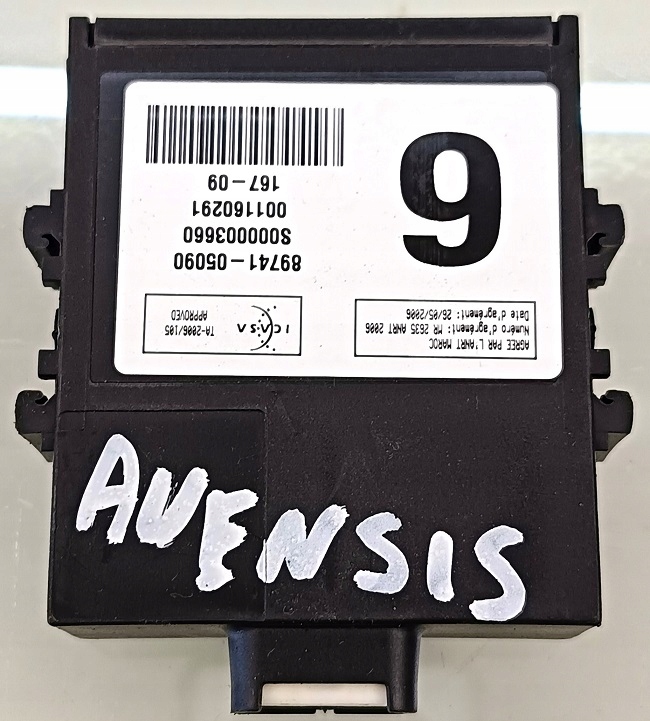 AGREE PAR L'ANRT MAROC
Numéro d'agrément: MR 2635 ANRT 2006
Date d'agrément: 26/05/2006
ICASA
TA-2006/105
APPROVED
6
89741-05090
S000003660
001160291
167-09
AVENSIS